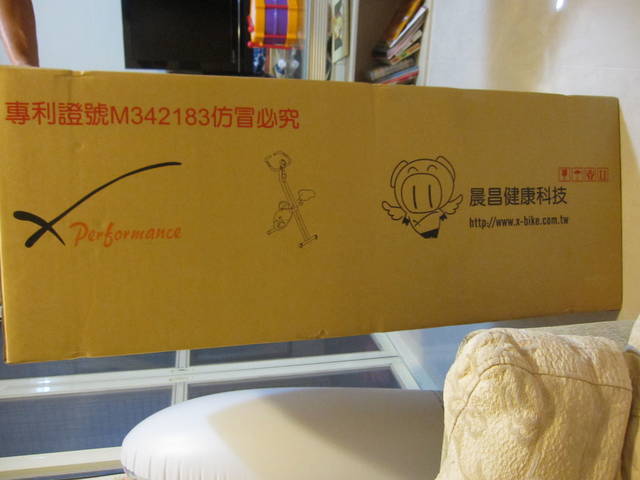 專利證號M342183仿冒必究
X Performance
晨昌健康科技
http://www.x-bike.com.tw